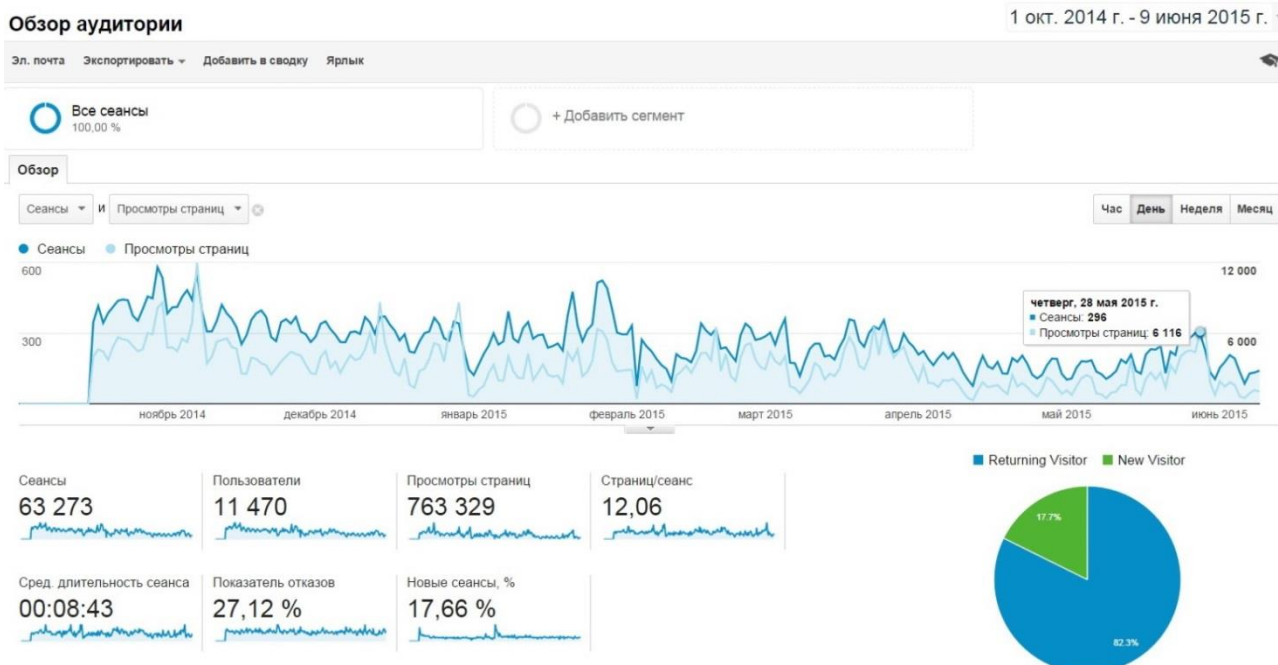 Обзор аудитории
1 окт. 2014 г. - 9 июня 2015 г.
Эл. почта Экспортировать Добавить в сводку Ярлык
Все сеансы
100,00 %
+ Добавить сегмент
Обзор
Сеансы И Просмотры страниц
Час День Неделя Месяц
Сеансы Просмотры страниц
600 12 000
четверг, 28 мая 2015 г.
Сеансы: 296
Просмотры страниц: 6 116
300 6 000
ноябрь 2014 декабрь 2014 январь 2015 февраль 2015 март 2015 апрель 2015 май 2015 июнь 2015
Returning Visitor New Visitor
Сеансы Пользователи Просмотры страниц Страниц/сеанс
63 273 11 470 763 329 12,06
17.7%
Сред. длительность сеанса Показатель отказов Новые сеансы, %
00:08:43 27,12 % 17,66 %
82.3%